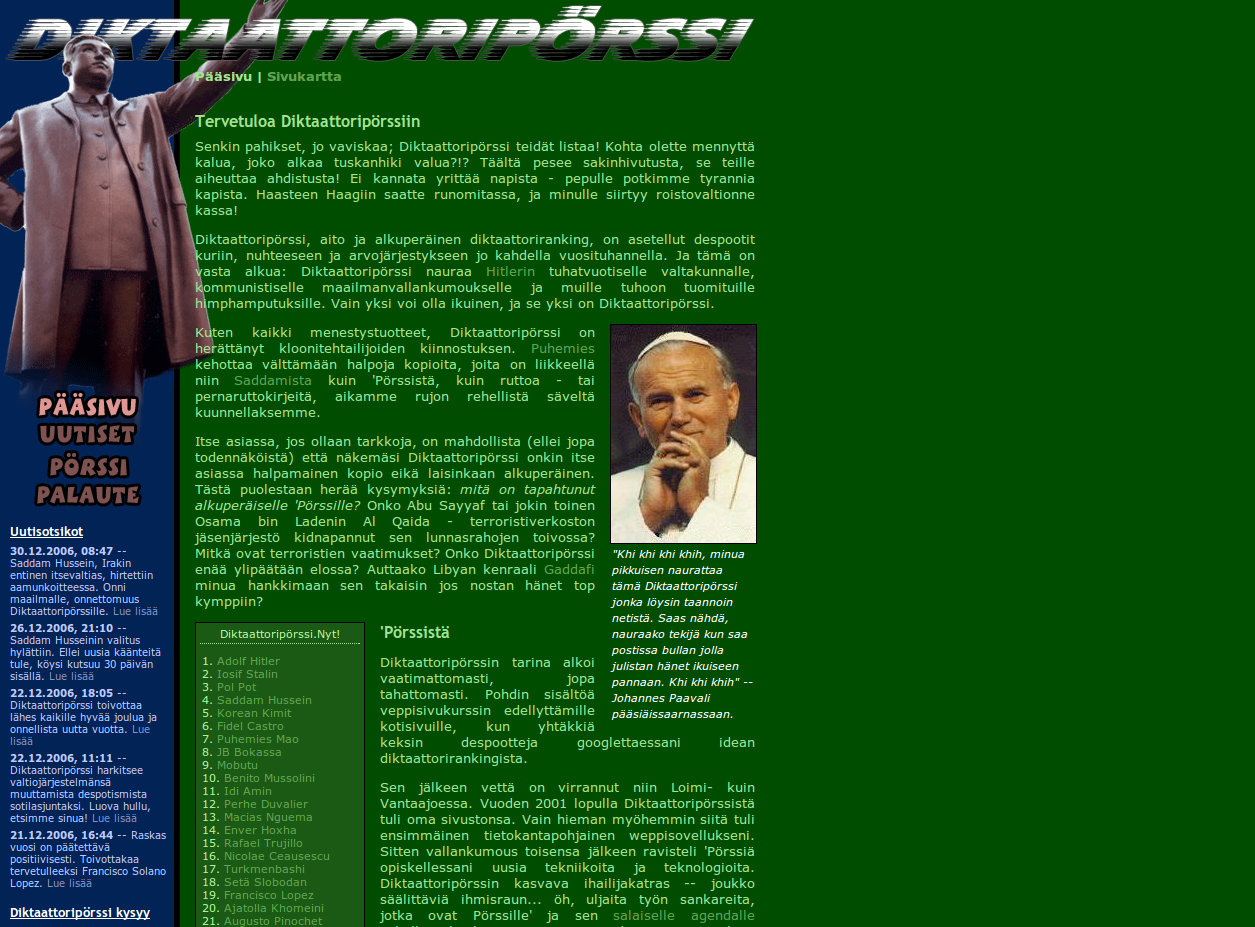 DIKTAATTORIPÖRSSI
Pääsivu | Sivukartta
Tervetuloa Diktaattoripörssiin
Senkin pahikset, jo vaviskaa; Diktaattoripörssi teidät listaa! Kohta olette mennyttä
kalua, joko alkaa tuskanhiki valua?!? Täältä pesee sakinhivutusta, se teille
aiheuttaa ahdistusta! Ei kannata yrittää napista - pepulle potkimme tyrannia
kapista. Haasteen Haagiin saatte runomitassa, ja minulle siirtyy roistovaltionne
kassa!
Diktaattoripörssi, aito ja alkuperäinen diktaattoriranking, on asetellut despootit
kuriin, nuhteeseen ja arvojärjestykseen jo kahdella vuosituhannella. Ja tämä on
vasta alkua: Diktaattoripörssi nauraa Hitlerin tuhatvuotiselle valtakunnalle,
kommunistiselle maailmanvallankumoukselle ja muille tuhoon tuomituille
himphamputuksille. Vain yksi voi olla ikuinen, ja se yksi on Diktaattoripörssi.
Kuten kaikki menestystuotteet, Diktaattoripörssi on
herättänyt kloonitehtailijoiden kiinnostuksen. Puhemies
kehottaa välttämään halpoja kopioita, joita on liikkeellä
niin Saddamista kuin 'Pörssistä, kuin ruttoa - tai
pernaruttokirjeitä, aikamme rujon rehellistä säveltä
kuunnellaksemme.
Itse asiassa, jos ollaan tarkkoja, on mahdollista (ellei jopa
todennäköistä) että näkemäsi Diktaattoripörssi onkin itse
asiassa halpamainen kopio eikä laisinkaan alkuperäinen.
Tästä puolestaan herää kysymyksiä: mitä on tapahtunut
alkuperäiselle 'Pörssille? Onko Abu Sayyaf tai jokin toinen
Osama bin Ladenin Al Qaida - terroristiverkoston
jäsenjärjestö kidnapannut sen lunnasrahojen toivossa?
Mitkä ovat terroristien vaatimukset? Onko Diktaattoripörssi
enää ylipäätään elossa? Auttaako Libyan kenraali Gaddafi
minua hankkimaan sen takaisin jos nostan hänet top
kymppiin?
"Khi khi khi khih, minua
pikkuisen naurattaa
tämä Diktaattoripörssi
jonka löysin taannoin
netistä. Saas nähdä,
nauraako tekijä kun saa
postissa bullan jolla
julistan hänet ikuiseen
pannaan. Khi khi khih" --
Johannes Paavali
pääsiäissaarnassaan.
PÄÄSIVU
UUTISET
PÖRSSI
PALAUTE
Uutisotsikot
30.12.2006, 08:47 --
Saddam Hussein, Irakin
entinen itsevaltias, hirtettiin
aamunkoitteessa. Onni
maailmalle, onnettomuus
Diktaattoripörssille. Lue lisää
26.12.2006, 21:10 --
Saddam Husseinin valitus
hylättiin. Ellei uusia käänteitä
tule, köysi kutsuu 30 päivän
sisällä. Lue lisää
22.12.2006, 18:05 --
Diktaattoripörssi toivottaa
lähes kaikille hyvää joulua ja
onnellista uutta vuotta. Lue
lisää
22.12.2006, 11:11 --
Diktaattoripörssi harkitsee
valtiojärjestelmänsä
muuttamista despotismista
sotilasjuntaksi. Luova hullu,
etsimme sinua! Lue lisää
21.12.2006, 16:44 -- Raskas
vuosi on päätettävä
positiivisesti. Toivottakaa
tervetulleeksi Francisco Solano
Lopez. Lue lisää
Diktaattoripörssi kysyy
Diktaattoripörssi.Nyt!
1. Adolf Hitler
2. Iosif Stalin
3. Pol Pot
4. Saddam Hussein
5. Korean Kimit
6. Fidel Castro
7. Puhemies Mao
8. JB Bokassa
9. Mobutu
10. Benito Mussolini
11. Idi Amin
12. Perhe Duvalier
13. Macias Nguema
14. Enver Hoxha
15. Rafael Trujillo
16. Nicolae Ceausescu
17. Turkmenbashi
18. Setä Slobodan
19. Francisco Lopez
20. Ajatolla Khomeini
21. Augusto Pinochet
'Pörssistä
Diktaattoripörssin tarina alkoi
vaatimattomasti, jopa
tahattomasti. Pohdin sisältöä
veppisivukurssin edellyttämille
kotisivuille, kun yhtäkkiä
keksin despootteja googlettaessani idean
diktaattorirankingista.
Sen jälkeen vettä on virrannut niin Loimi- kuin
Vantaajoessa. Vuoden 2001 lopulla Diktaattoripörssistä
tuli oma sivustonsa. Vain hieman myöhemmin siitä tuli
ensimmäinen tietokantapohjainen weppisovellukseni.
Sitten vallankumous toisensa jälkeen ravisteli 'Pörssiä
opiskellessani uusia tekniikoita ja teknologioita.
Diktaattoripörssin kasvava ihailijakatras -- joukko
säälittäviä ihmisraun... öh, uljaita työn sankareita,
jotka ovat Pörssille' ja sen salaiselle agendalle